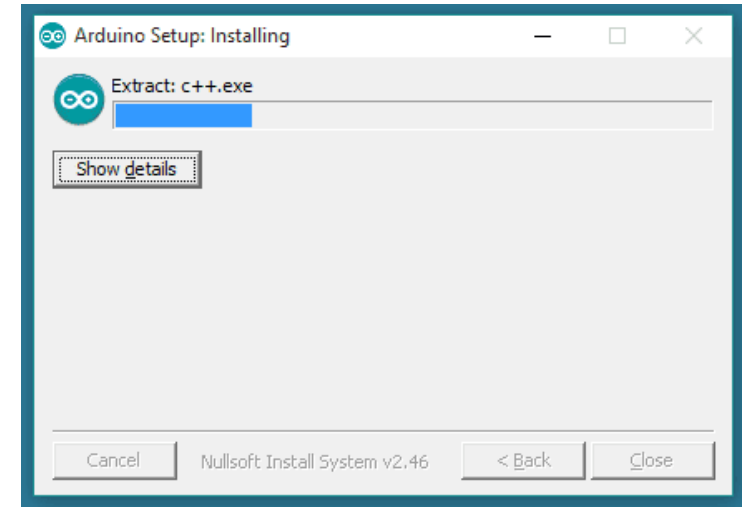 Arduino Setup: Installing
Extract: c++.exe
Show details
Cancel Nullsoft Install System v2.46 < Back Close